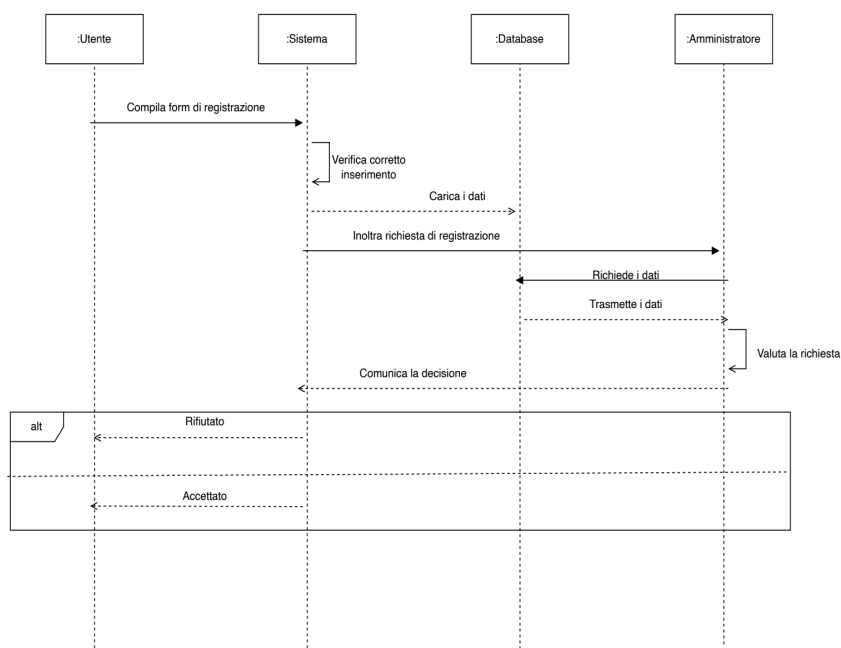 :Utente
:Sistema
:Database
:Amministratore
Compila form di registrazione
Verifica corretto
inserimento
Carica i dati
Inoltra richiesta di registrazione
Richiede i dati
Trasmette i dati
Valuta la richiesta
Comunica la decisione
alt
Rifiutato
Accettato